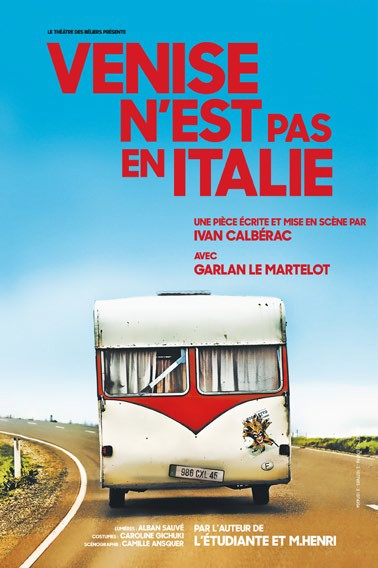 LE THÉÂTRE DES BÉLIERS PRÉSENTE
VENISE
N'EST PAS
EN ITALIE
UNE PIÈCE ÉCRITE ET MISE EN SCÈNE PAR
IVAN CALBÉRAC
AVEC
GARLAN LE MARTELOT
986 CXL 45
F
LUMIÈRES : ALBAN SAUVÉ
COSTUMES : CAROLINE GICHUKI
SCÉNOGRAPHIE : CAMILLE ANSQUER
PAR L'AUTEUR DE
L'ÉTUDIANTE ET M.HENRI